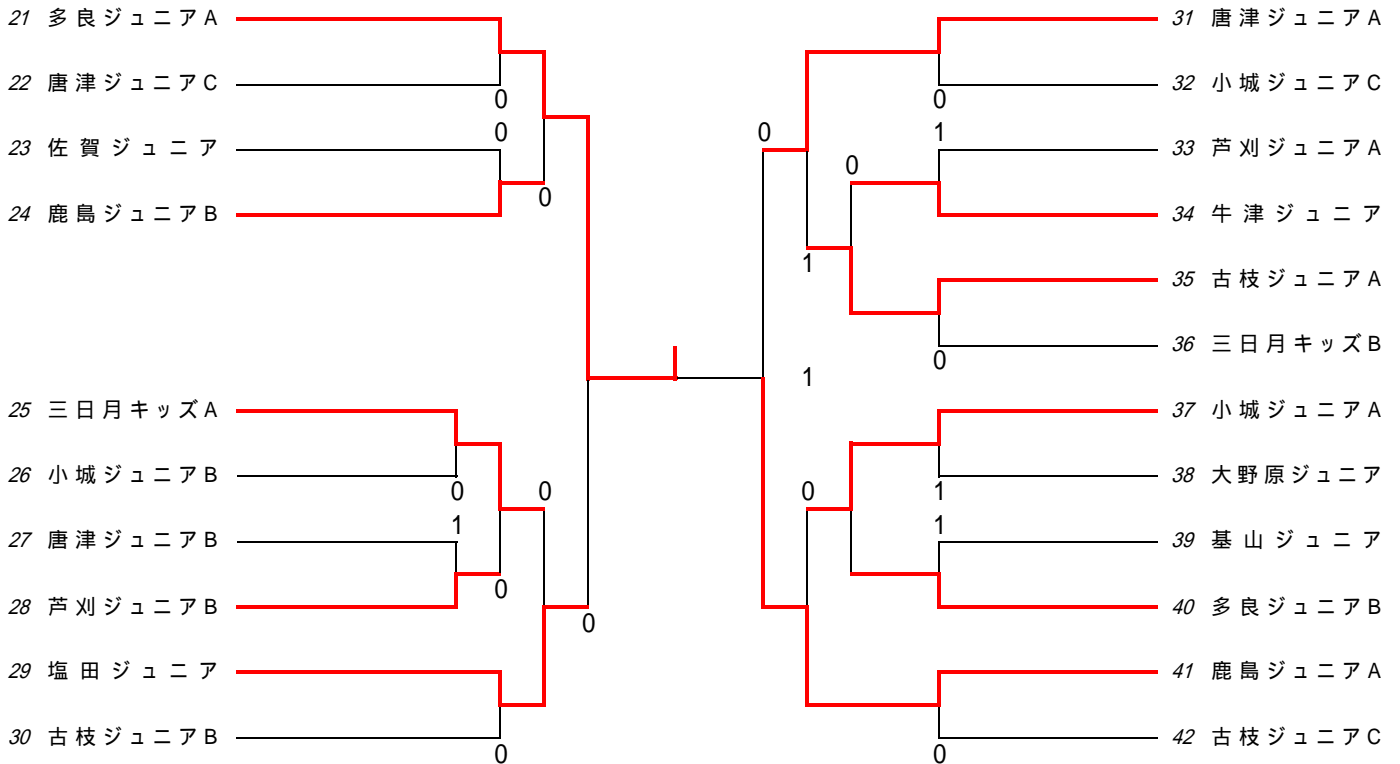 21 多良ジュニアA
22 唐津ジュニアC
0
0
23 佐賀ジュニア
24 鹿島ジュニアB
0
25 三日月キッズA
26 小城ジュニアB
0
0
1
27 唐津ジュニアB
28 芦刈ジュニアB
0
0
29 塩田ジュニア
30 古枝ジュニアB
0
31 唐津ジュニアA
32 小城ジュニアC
0
0
1
33 芦刈ジュニアA
0
34 牛津ジュニア
1
35 古枝ジュニアA
36 三日月キッズB
0
1
37 小城ジュニアA
38 大野原ジュニア
0
1
1
39 基山ジュニア
40 多良ジュニアB
41 鹿島ジュニアA
42 古枝ジュニアC
0